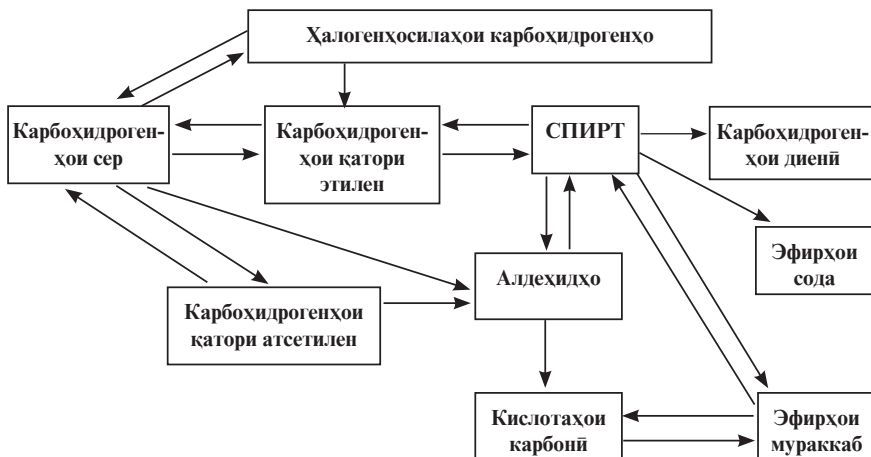 Ҳалогенҳосилаҳои карбоҳидрогенҳо
Карбоҳидроген-
ҳои сер
Карбоҳидроген-
ҳои қатори
этилен
СПИРТ
Карбоҳидроген-
ҳои диенӣ
Эфирҳои
сода
Алдеҳидҳо
Карбоҳидрогенҳои
қатори атсетилен
Кислотаҳои
карбонӣ
Эфирҳои
мураккаб